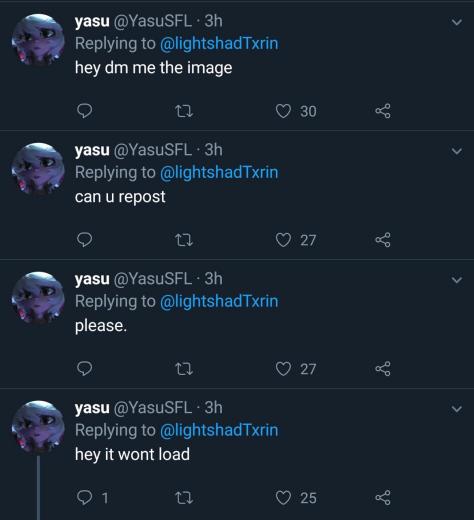 yasu @YasuSFL · 3h
Replying to @lightshadTxrin
hey dm me the image
30
yasu @YasuSFL · 3h
Replying to @lightshadTxrin
can u repost
27
yasu @YasuSFL · 3h
Replying to @lightshadTxrin
please.
27
yasu @YasuSFL · 3h
Replying to @lightshadTxrin
hey it wont load
1 25